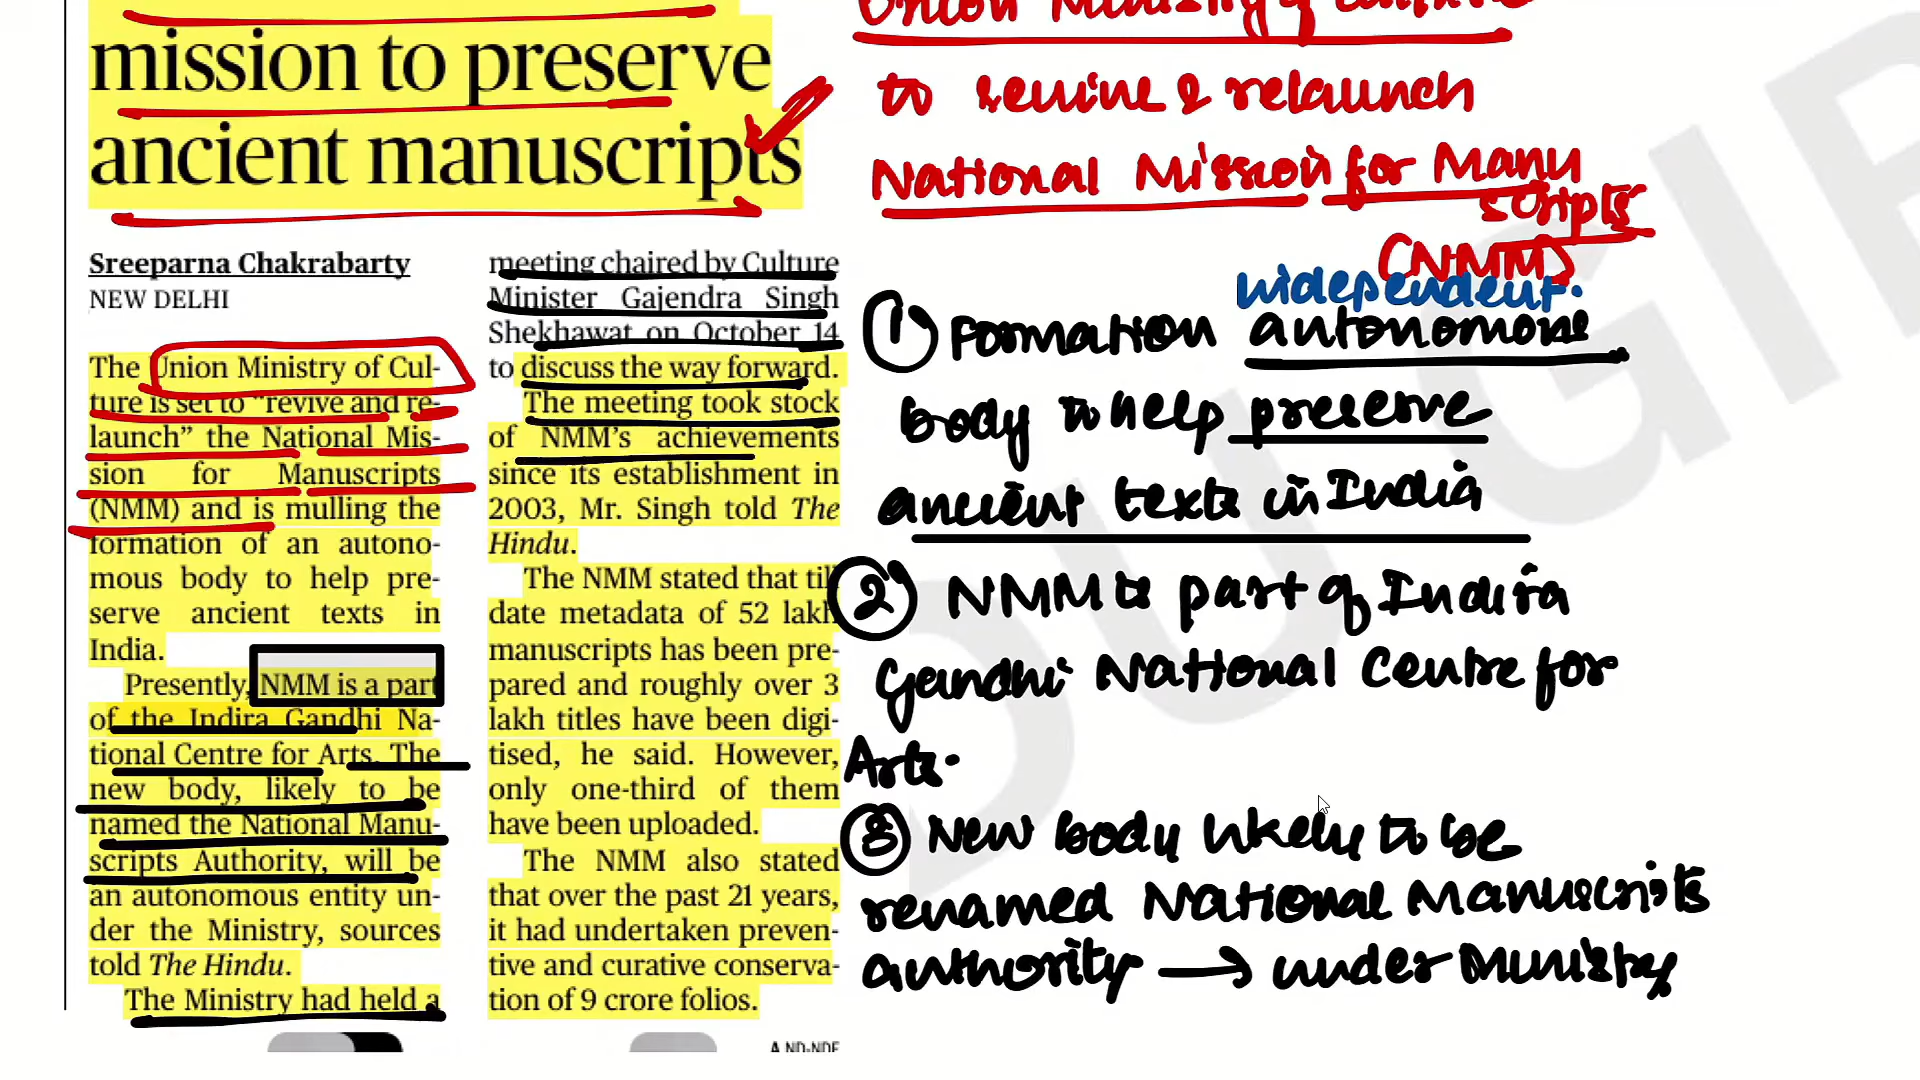 mission to preserve
ancient manuscripts
Sreeparna Chakrabarty
NEW DELHI
The Union Ministry of Cul-
ture is set to "revive and re-
launch" the National Mis-
sion for Manuscripts
(NMM) and is mulling the
formation of an autono-
mous body to help pre-
serve ancient texts in
India.
Presently, NMM is a part
of the Indira Gandhi Na-
tional Centre for Arts. The
new body, likely to be
named the National Manu-
scripts Authority, will be
an autonomous entity un-
der the Ministry, sources
told The Hindu.
The Ministry had held a
meeting chaired by Culture
Minister Gajendra Singh
Shekhawat on October 14
to discuss the way forward.
The meeting took stock
of NMM's achievements
since its establishment in
2003, Mr. Singh told The
Hindu.
The NMM stated that till
date metadata of 52 lakh
manuscripts has been pre-
pared and roughly over 3
lakh titles have been digi-
tised, he said. However,
only one-third of them
have been uploaded.
The NMM also stated
that over the past 21 years,
it had undertaken preven-
tive and curative conserva-
tion of 9 crore folios.
A ND-NDE
Union Ministry of Culture
to revive & relaunch
National Mission for Manu
scripts
(NMM)
independent.
① Formation autonomous
body to help preserve
ancient texts in India
② NMM is part of Indira
Gandhi National Centre for
Arts.
③ New body likely to be
renamed National Manuscripts
authority → under Ministry